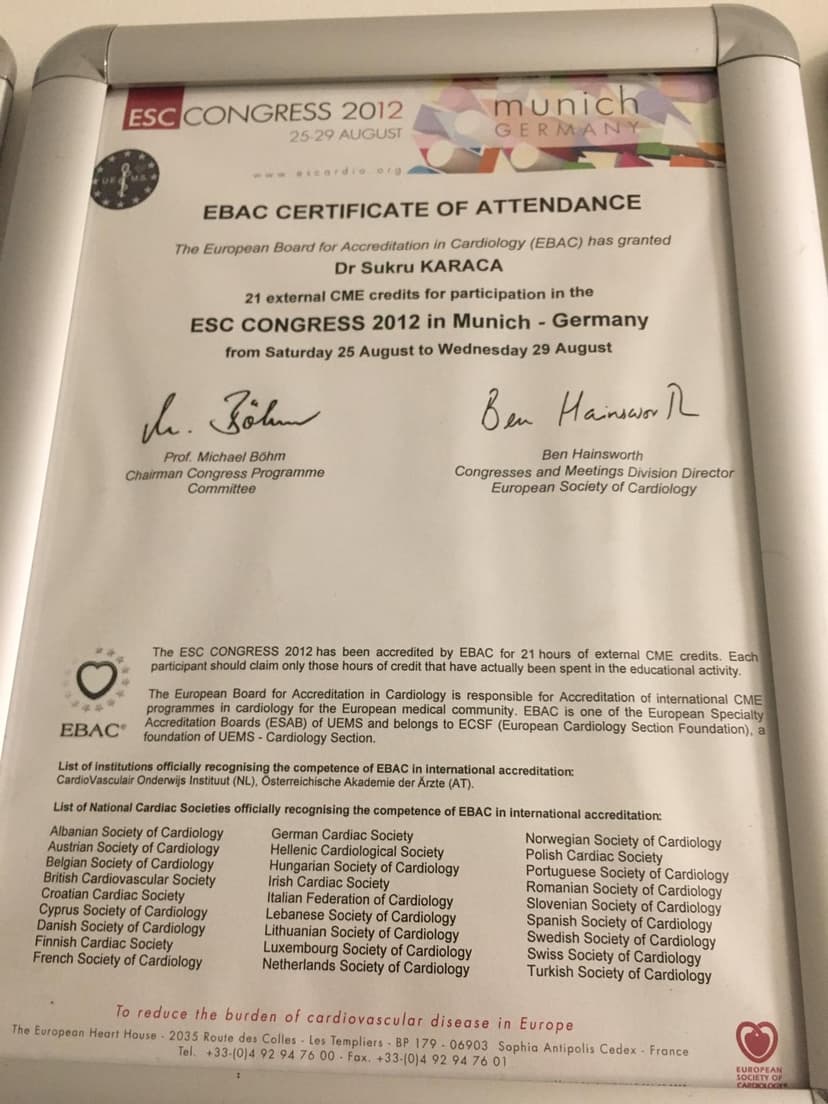 ESC CONGRESS 2012
25-29 AUGUST
munich
GERMANY
www.escardio.org
U.E.M.S.
EBAC CERTIFICATE OF ATTENDANCE
The European Board for Accreditation in Cardiology (EBAC) has granted
Dr Sukru KARACA
21 external CME credits for participation in the
ESC CONGRESS 2012 in Munich - Germany
from Saturday 25 August to Wednesday 29 August
M. Böhm
Ben Hainsworth
Prof. Michael Böhm
Chairman Congress Programme
Committee
Ben Hainsworth
Congresses and Meetings Division Director
European Society of Cardiology
EBAC®
The ESC CONGRESS 2012 has been accredited by EBAC for 21 hours of external CME credits. Each
participant should claim only those hours of credit that have actually been spent in the educational activity.
The European Board for Accreditation in Cardiology is responsible for Accreditation of international CME
programmes in cardiology for the European medical community. EBAC is one of the European Specialty
Accreditation Boards (ESAB) of UEMS and belongs to ECSF (European Cardiology Section Foundation), a
foundation of UEMS - Cardiology Section.
List of institutions officially recognising the competence of EBAC in international accreditation:
CardioVasculair Onderwijs Instituut (NL), Österreichische Akademie der Ärzte (AT).
List of National Cardiac Societies officially recognising the competence of EBAC in international accreditation:
Albanian Society of Cardiology
Austrian Society of Cardiology
Belgian Society of Cardiology
British Cardiovascular Society
Croatian Cardiac Society
Cyprus Society of Cardiology
Danish Society of Cardiology
Finnish Cardiac Society
French Society of Cardiology
German Cardiac Society
Hellenic Cardiological Society
Hungarian Society of Cardiology
Irish Cardiac Society
Italian Federation of Cardiology
Lebanese Society of Cardiology
Lithuanian Society of Cardiology
Luxembourg Society of Cardiology
Netherlands Society of Cardiology
Norwegian Society of Cardiology
Polish Cardiac Society
Portuguese Society of Cardiology
Romanian Society of Cardiology
Slovenian Society of Cardiology
Spanish Society of Cardiology
Swedish Society of Cardiology
Swiss Society of Cardiology
Turkish Society of Cardiology
To reduce the burden of cardiovascular disease in Europe
The European Heart House - 2035 Route des Colles - Les Templiers - BP 179 - 06903 Sophia Antipolis Cedex - France
Tel. +33-(0)4 92 94 76 00 - Fax. +33-(0)4 92 94 76 01
EUROPEAN
SOCIETY OF
CARDIOLOGY